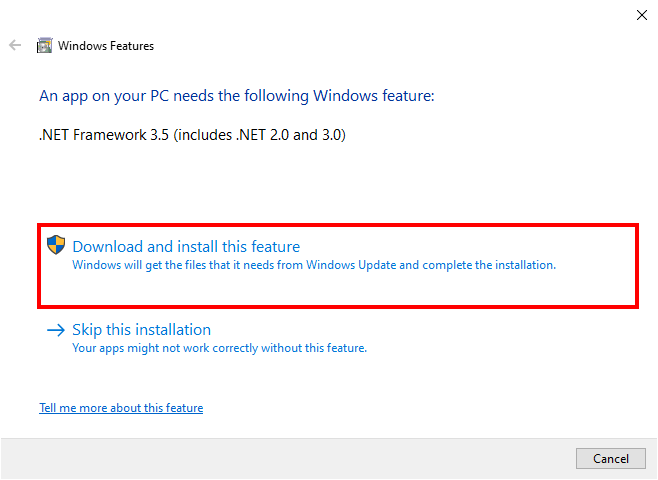 Windows Features
An app on your PC needs the following Windows feature:
.NET Framework 3.5 (includes .NET 2.0 and 3.0)
Download and install this feature
Windows will get the files that it needs from Windows Update and complete the installation.
Skip this installation
Your apps might not work correctly without this feature.
Tell me more about this feature
Cancel